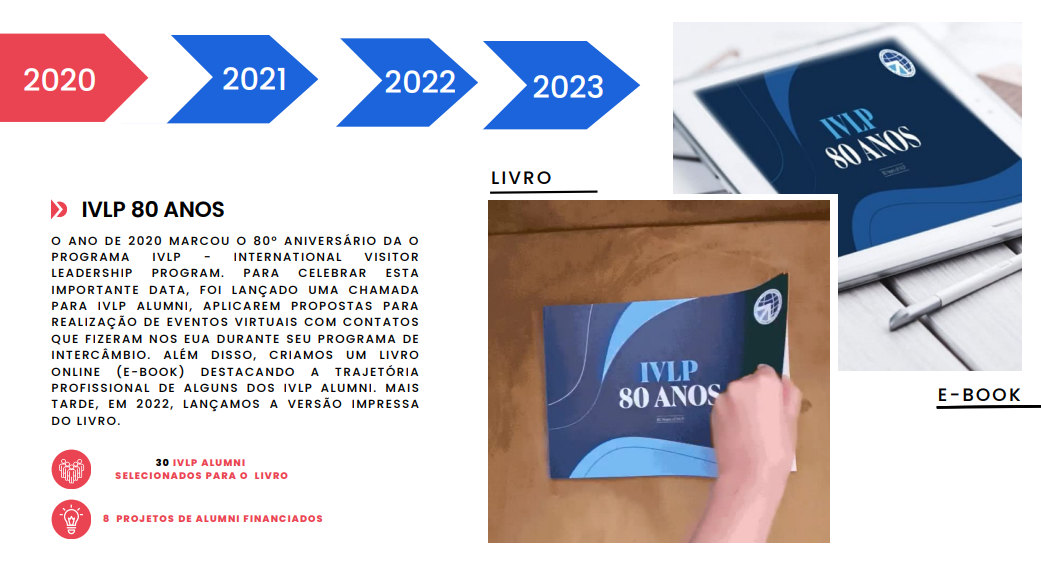 2020
2021
2022
2023
LIVRO
IVLP 80 ANOS
O ANO DE 2020 MARCOU O 80º ANIVERSÁRIO DA O
PROGRAMA IVLP - INTERNATIONAL VISITOR
LEADERSHIP PROGRAM. PARA CELEBRAR ESTA
IMPORTANTE DATA, FOI LANÇADO UMA CHAMADA
PARA IVLP ALUMNI, APLICAREM PROPOSTAS PARA
REALIZAÇÃO DE EVENTOS VIRTUAIS COM CONTATOS
QUE FIZERAM NOS EUA DURANTE SEU PROGRAMA DE
INTERCÂMBIO. ALÉM DISSO, CRIAMOS UM LIVRO
ONLINE (E-BOOK) DESTACANDO A TRAJETÓRIA
PROFISSIONAL DE ALGUNS DOS IVLP ALUMNI. MAIS
TARDE, EM 2022, LANÇAMOS A VERSÃO IMPRESSA
DO LIVRO.
30 IVLP ALUMNI
SELECIONADOS PARA O LIVRO
8 PROJETOS DE ALUMNI FINANCIADOS
IVLP
80 ANOS
IVLP
80 ANOS
E-BOOK